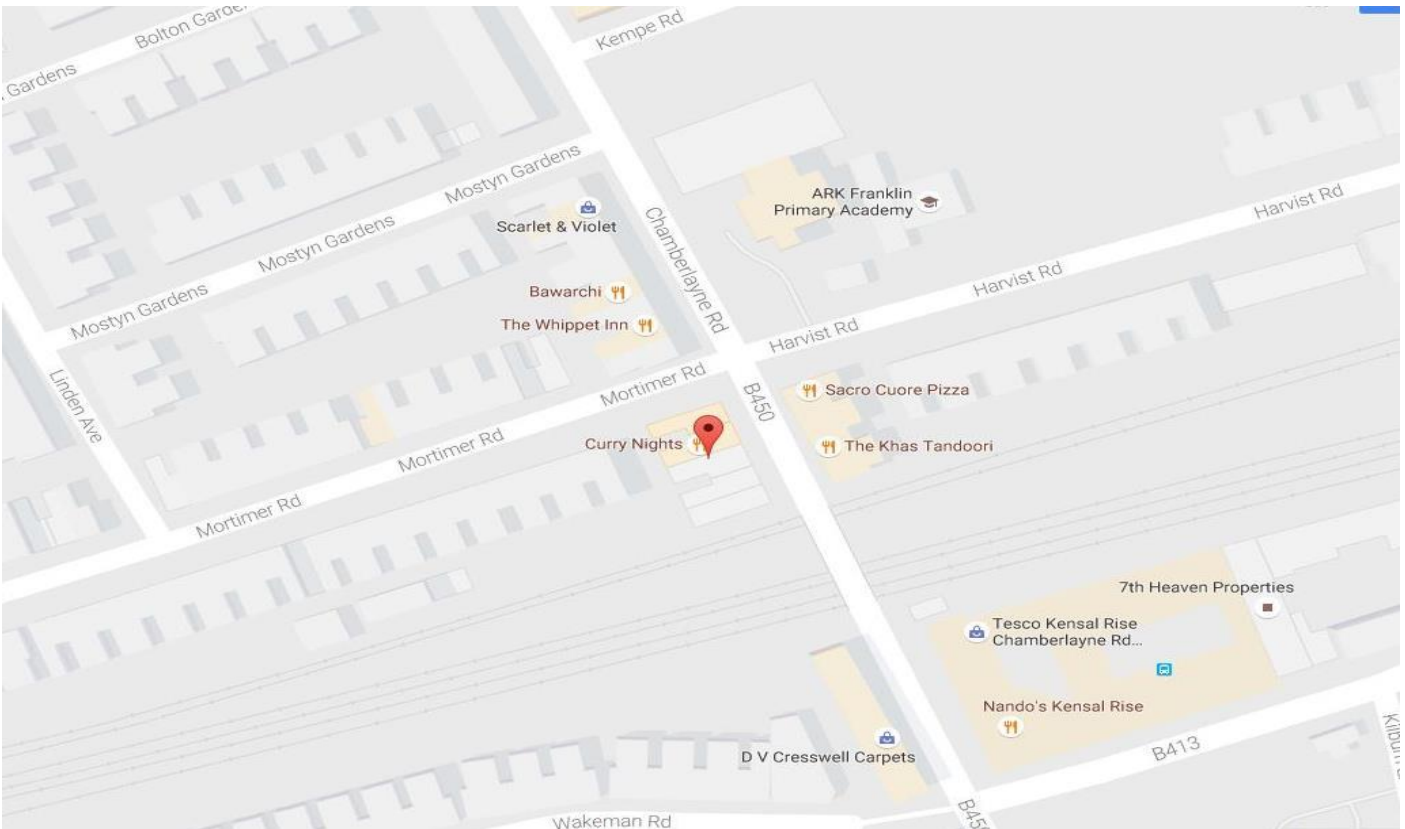 Bolton Garde
Kempe Rd
Gardens
Mostyn Gardens
ARK Franklin
Primary Academy
Harvist Rd
Scarlet & Violet
Mostyn Gardens
Chamberlayne Rd
Harvist Rd
Bawarchi
Mostyn Gardens
The Whippet Inn
Harvist Rd
Linden Ave
Mortimer Rd
B450
Sacro Cuore Pizza
Curry Nights
The Khas Tandoori
Mortimer Rd
Mortimer Rd
7th Heaven Properties
Tesco Kensal Rise
Chamberlayne Rd...
Nando's Kensal Rise
D V Cresswell Carpets
B413
Wakeman Rd